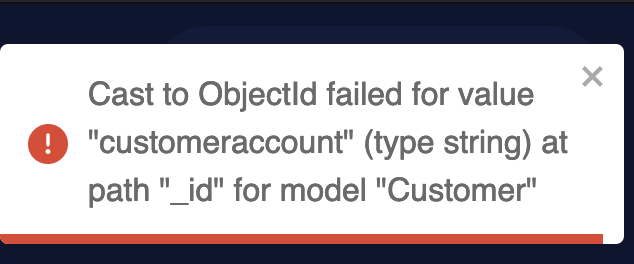 Cast to ObjectId failed for value
"customeraccount" (type string) at
path "_id" for model "Customer"